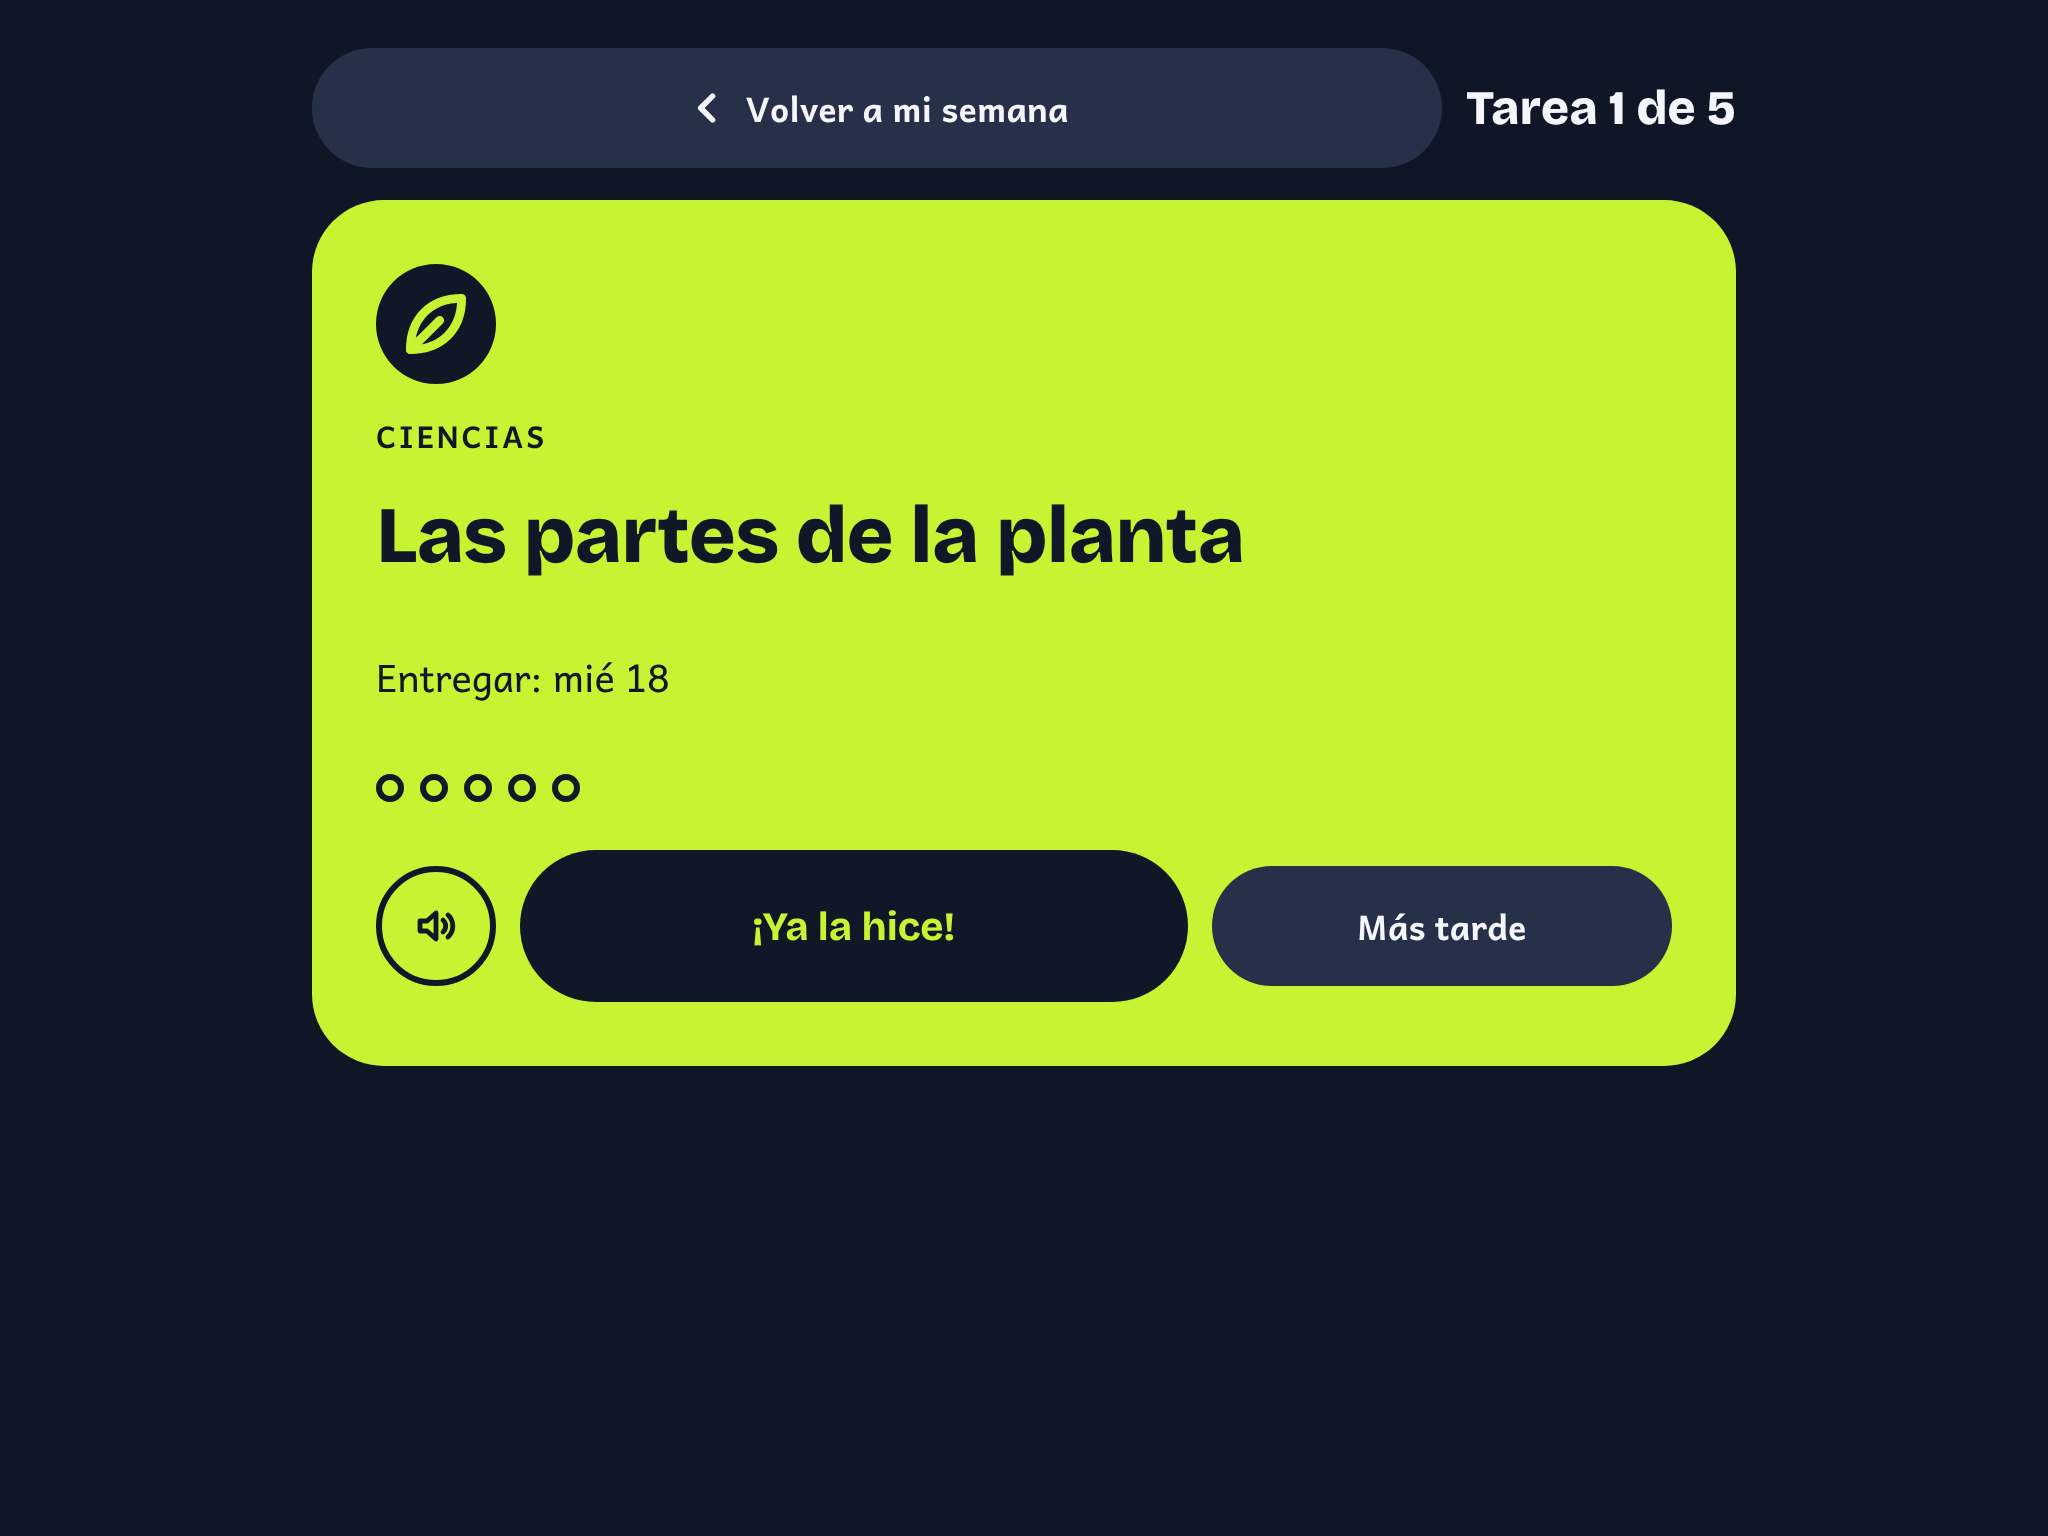 Volver a mi semana
Tarea 1 de 5
CIENCIAS
Las partes de la planta
Entregar: mié 18
¡Ya la hice!
Más tarde